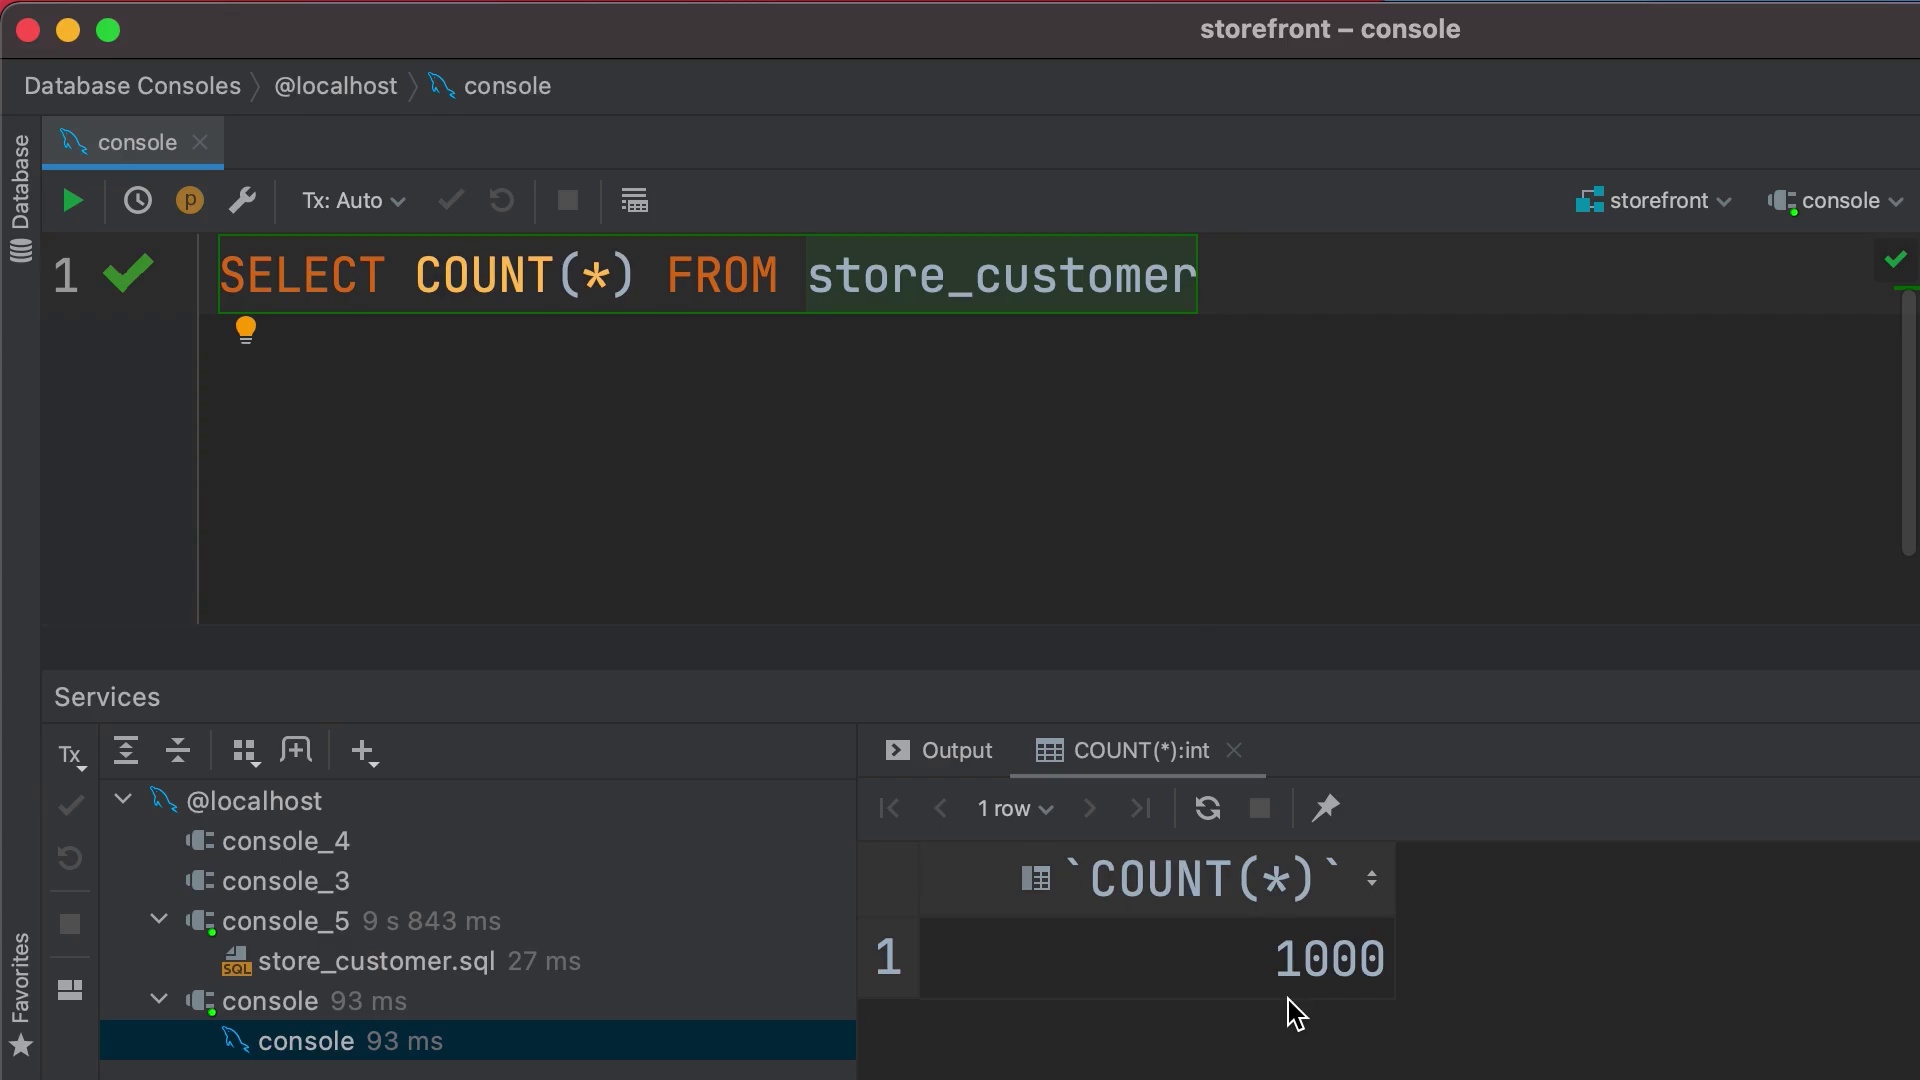 storefront – console
Database Consoles @localhost console
Database
console
p Tx: Auto storefront console
1 SELECT COUNT(*) FROM store_customer
Services
Tx
Output COUNT(*):int
1 row
@localhost
console_4
console_3
console_5 9 s 843 ms
SQL store_customer.sql 27 ms
console 93 ms
console 93 ms
`COUNT(*)`
1 1000
Favorites